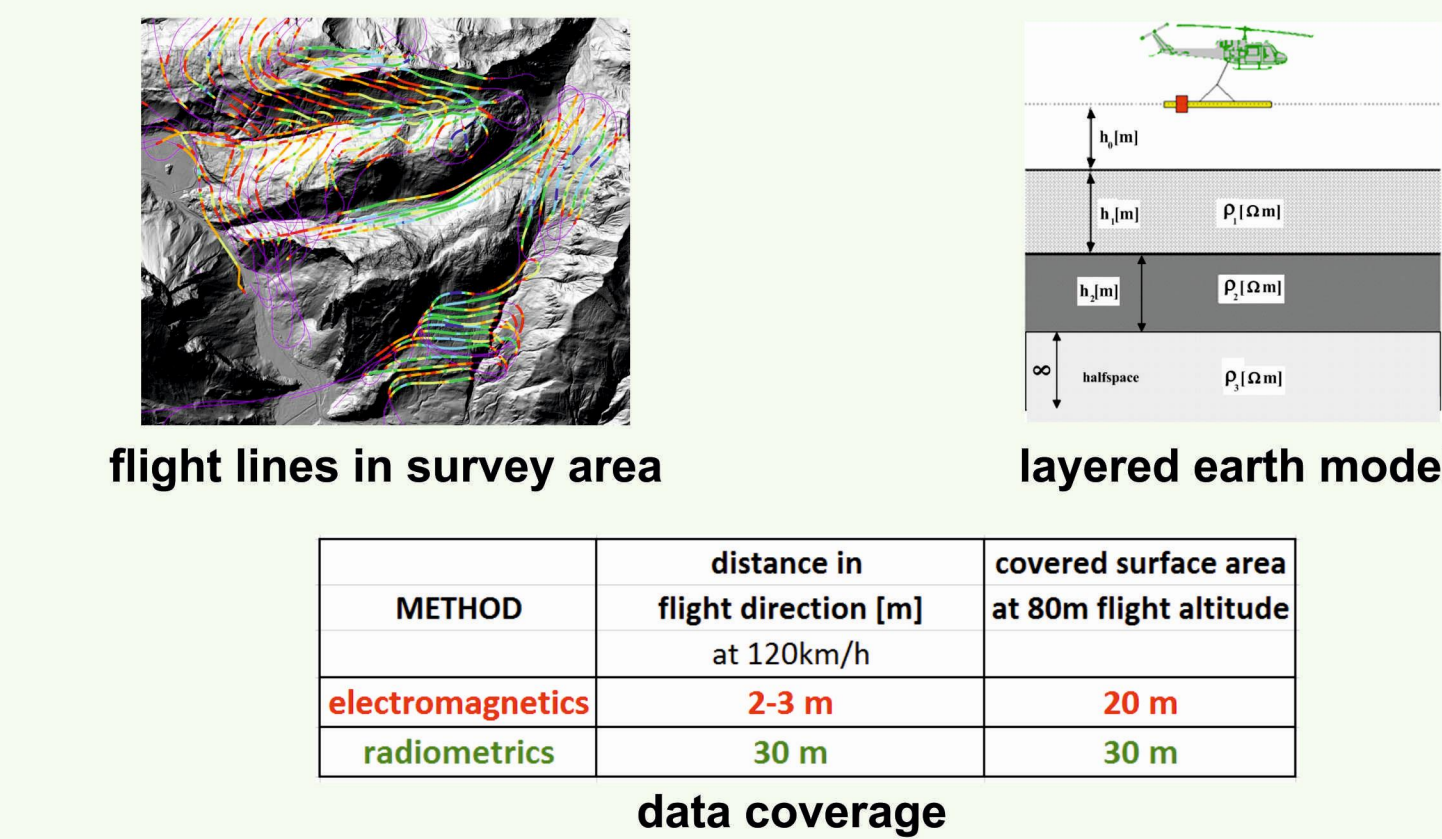 h₀[m]
h₁[m] ρ₁[Ωm]
h₂[m] ρ₂[Ωm]
∞ halfspace ρ₃[Ωm]
flight lines in survey area
layered earth mode
METHOD
distance in
flight direction [m]
at 120km/h
covered surface area
at 80m flight altitude
electromagnetics 2-3 m 20 m
radiometrics 30 m 30 m
data coverage